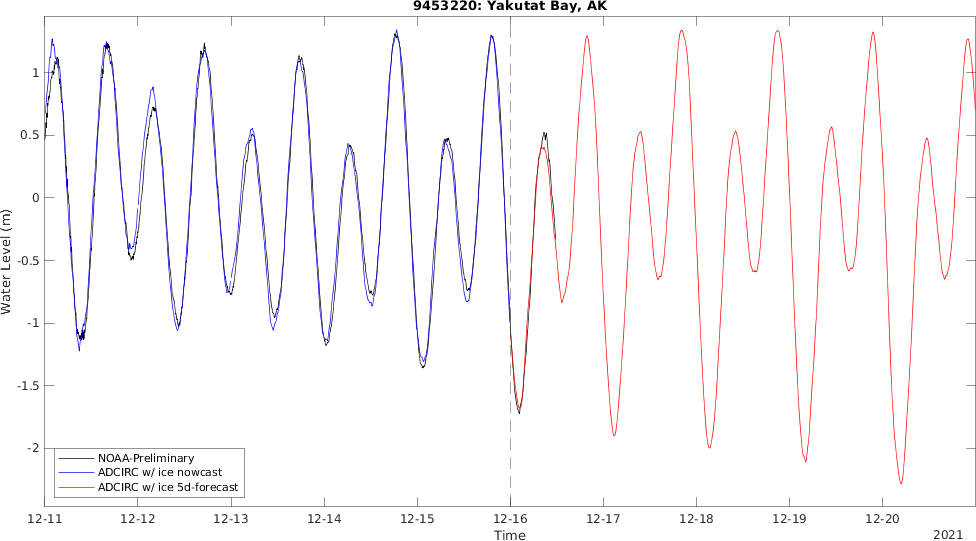 9453220: Yakutat Bay, AK
Water Level (m)
1
0.5
0
-0.5
-1
-1.5
-2
NOAA-Preliminary
ADCIRC w/ ice nowcast
ADCIRC w/ ice 5d-forecast
12-11 12-12 12-13 12-14 12-15 12-16 12-17 12-18 12-19 12-20
Time
2021